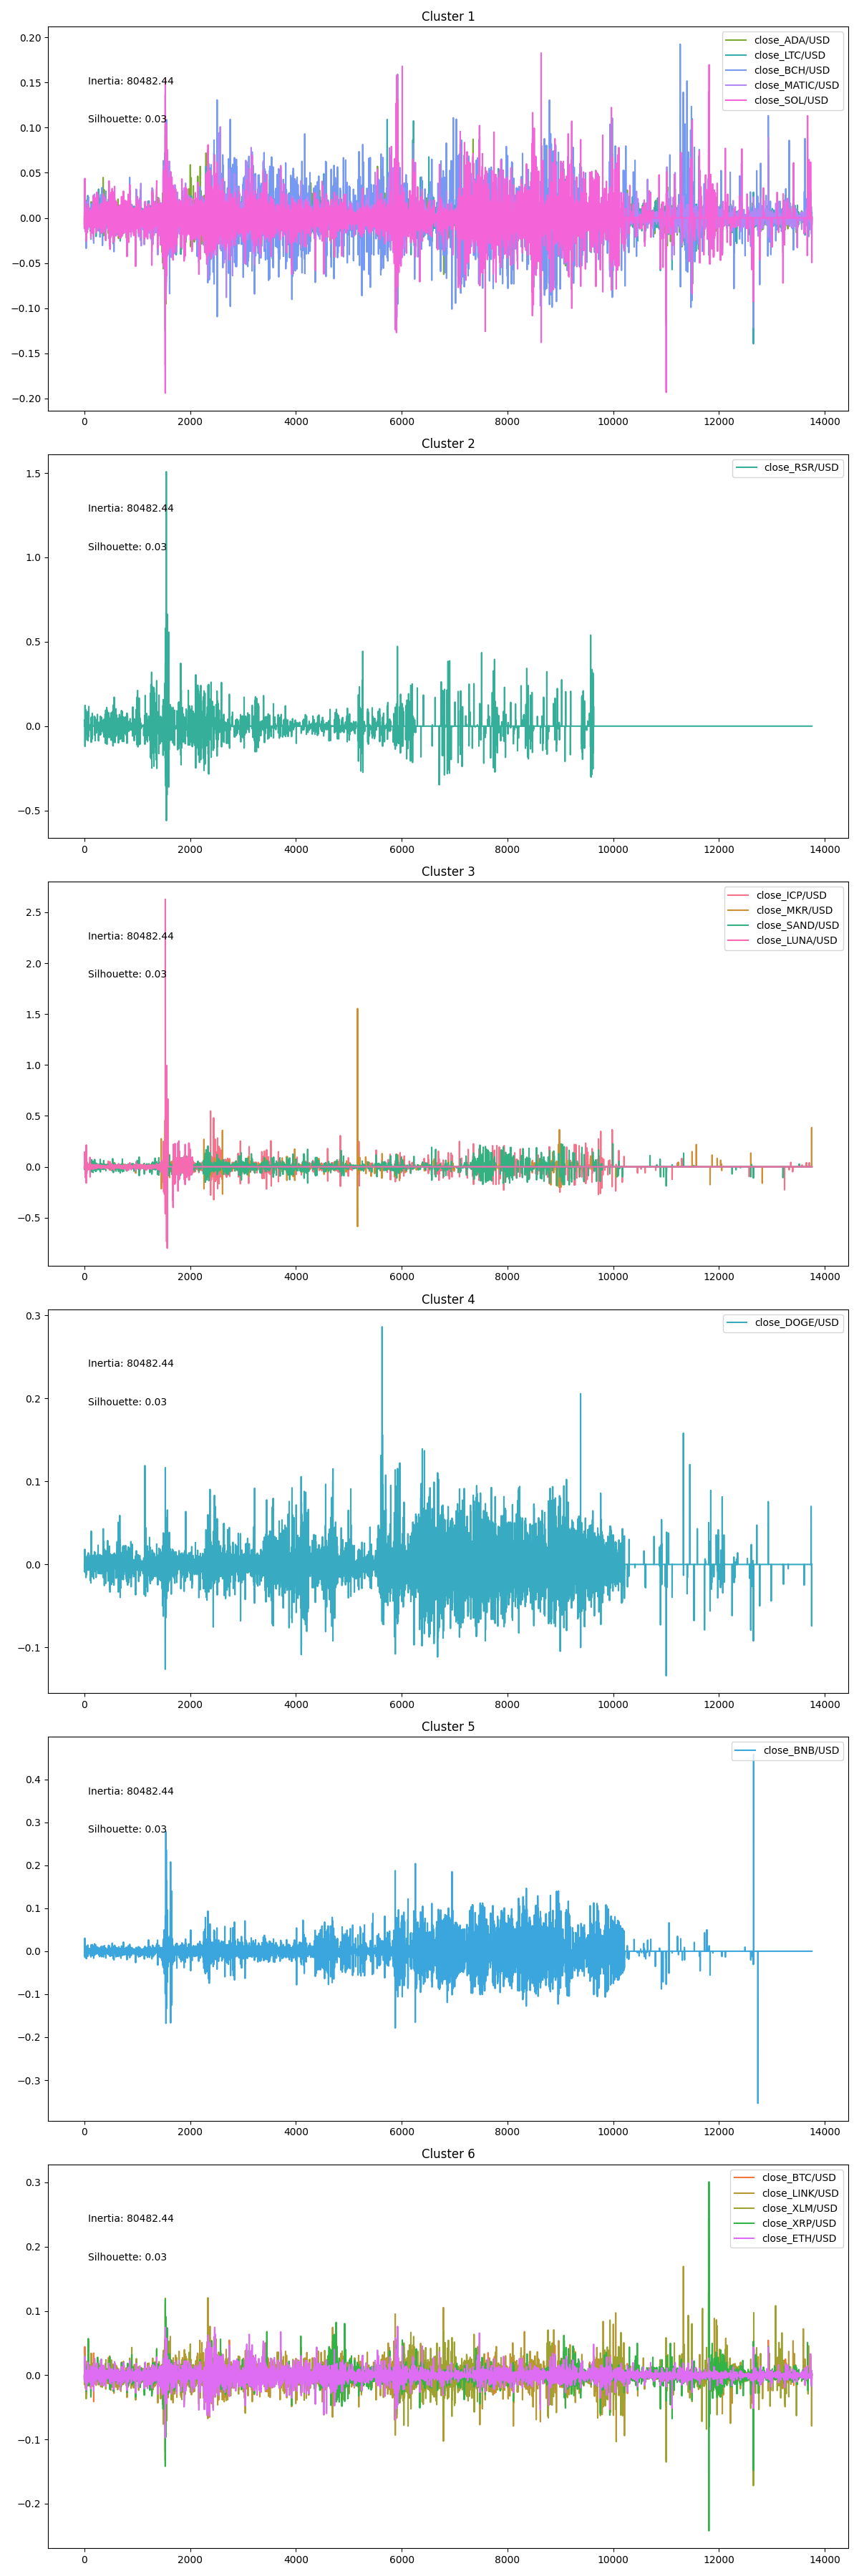 Cluster 1
0.20
0.15
0.10
0.05
0.00
−0.05
−0.10
−0.15
−0.20
Inertia: 80482.44
Silhouette: 0.03
close_ADA/USD
close_LTC/USD
close_BCH/USD
close_MATIC/USD
close_SOL/USD
0 2000 4000 6000 8000 10000 12000 14000
Cluster 2
1.5
1.0
0.5
0.0
−0.5
Inertia: 80482.44
Silhouette: 0.03
close_RSR/USD
0 2000 4000 6000 8000 10000 12000 14000
Cluster 3
2.5
2.0
1.5
1.0
0.5
0.0
−0.5
Inertia: 80482.44
Silhouette: 0.03
close_ICP/USD
close_MKR/USD
close_SAND/USD
close_LUNA/USD
0 2000 4000 6000 8000 10000 12000 14000
Cluster 4
0.3
0.2
0.1
0.0
−0.1
Inertia: 80482.44
Silhouette: 0.03
close_DOGE/USD
0 2000 4000 6000 8000 10000 12000 14000
Cluster 5
0.4
0.3
0.2
0.1
0.0
−0.1
−0.2
−0.3
Inertia: 80482.44
Silhouette: 0.03
close_BNB/USD
0 2000 4000 6000 8000 10000 12000 14000
Cluster 6
0.3
0.2
0.1
0.0
−0.1
−0.2
Inertia: 80482.44
Silhouette: 0.03
close_BTC/USD
close_LINK/USD
close_XLM/USD
close_XRP/USD
close_ETH/USD
0 2000 4000 6000 8000 10000 12000 14000